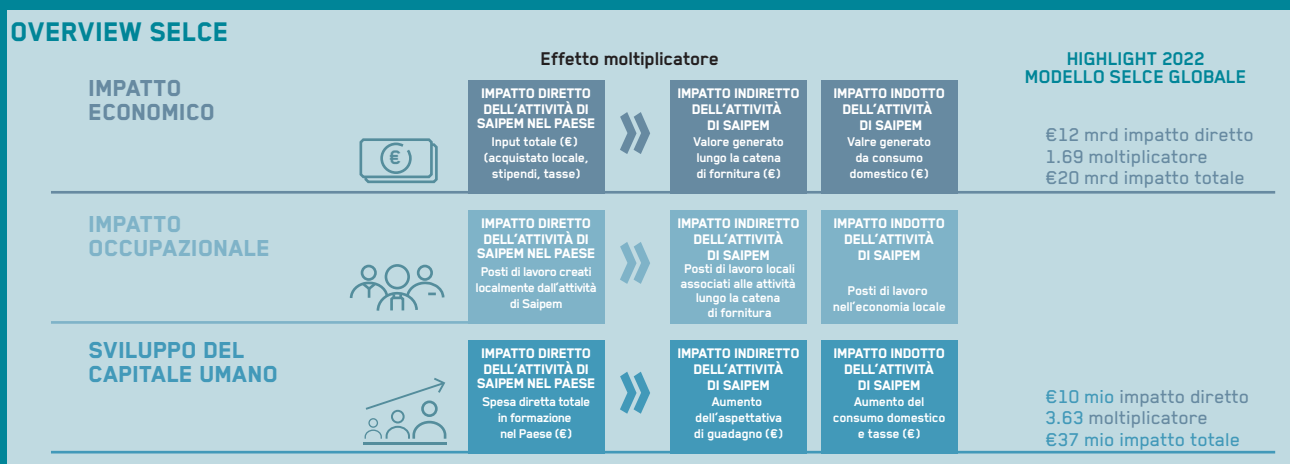 OVERVIEW SELCE
Effetto moltiplicatore
HIGHLIGHT 2022
MODELLO SELCE GLOBALE
IMPATTO
ECONOMICO
€
IMPATTO DIRETTO
DELL'ATTIVITÀ DI
SAIPEM NEL PAESE
Input totale (€)
(acquistato locale,
stipendi, tasse)
IMPATTO INDIRETTO
DELL'ATTIVITÀ
DI SAIPEM
Valore generato
lungo la catena
di fornitura (€)
IMPATTO INDOTTO
DELL'ATTIVITÀ
DI SAIPEM
Valre generato
da consumo
domestico (€)
€12 mrd impatto diretto
1.69 moltiplicatore
€20 mrd impatto totale
IMPATTO
OCCUPAZIONALE
IMPATTO DIRETTO
DELL'ATTIVITÀ DI
SAIPEM NEL PAESE
Posti di lavoro creati
localmente dall'attività
di Saipem
IMPATTO INDIRETTO
DELL'ATTIVITÀ
DI SAIPEM
Posti di lavoro locali
associati alle attività
lungo la catena
di fornitura
IMPATTO INDOTTO
DELL'ATTIVITÀ
DI SAIPEM
Posti di lavoro
nell'economia locale
SVILUPPO DEL
CAPITALE UMANO
IMPATTO DIRETTO
DELL'ATTIVITÀ DI
SAIPEM NEL PAESE
Spesa diretta totale
in formazione
nel Paese (€)
IMPATTO INDIRETTO
DELL'ATTIVITÀ
DI SAIPEM
Aumento
dell'aspettativa
di guadagno (€)
IMPATTO INDOTTO
DELL'ATTIVITÀ
DI SAIPEM
Aumento del
consumo domestico
e tasse (€)
€10 mio impatto diretto
3.63 moltiplicatore
€37 mio impatto totale